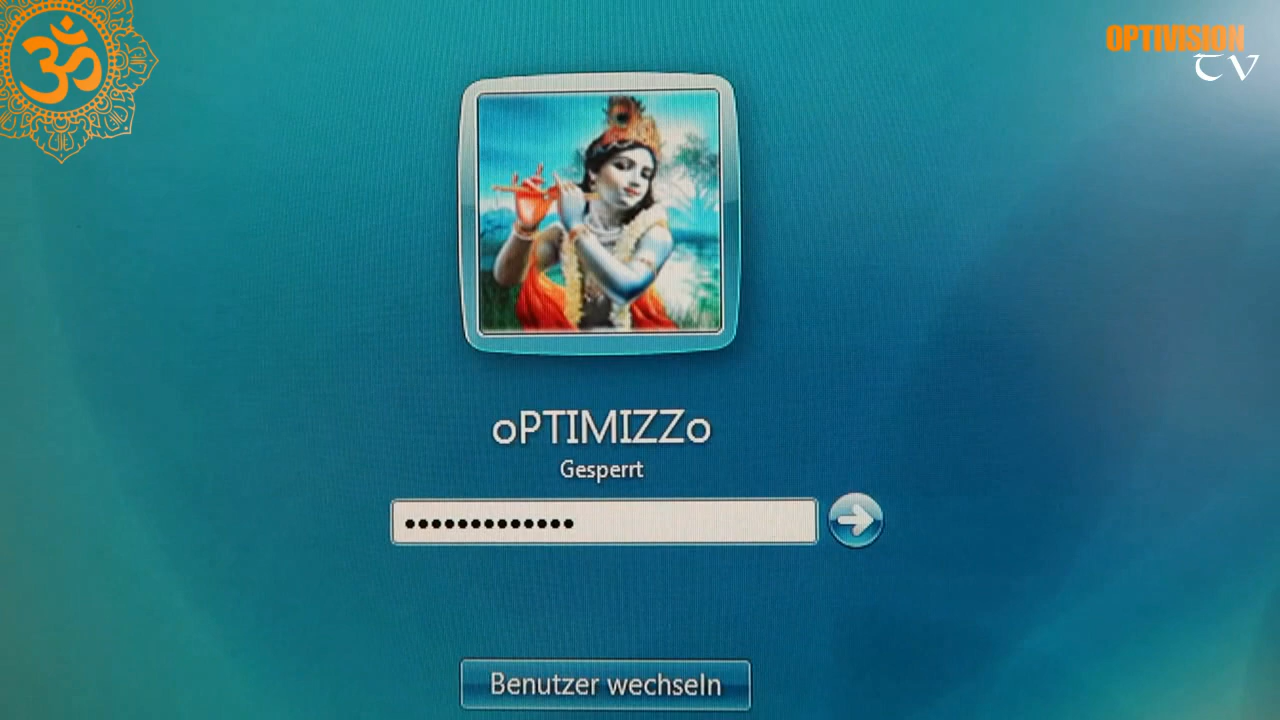 ॐ
OPTIVISION
TV
oPTIMIZZo
Gesperrt
Benutzer wechseln